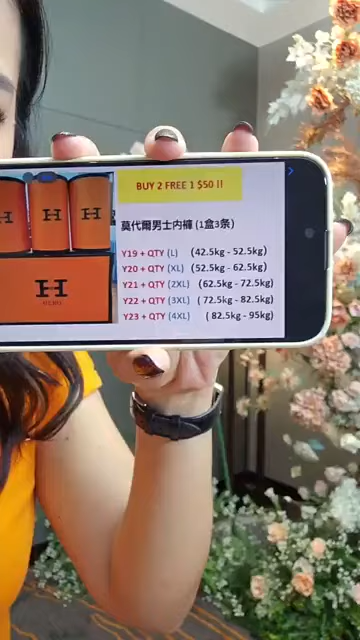 BUY 2 FREE 1 $50 !!
莫代爾男士内褲 (1盒3条)
Y19 + QTY (L) (42.5kg - 52.5kg)
Y20 + QTY (XL) (52.5kg - 62.5kg)
Y21 + QTY (2XL) (62.5kg - 72.5kg)
Y22 + QTY (3XL) (72.5kg - 82.5kg)
Y23 + QTY (4XL) (82.5kg - 95kg)
H
H
H
H